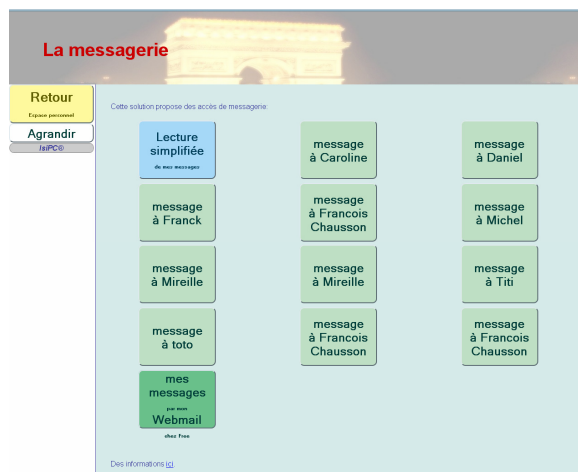 La messagerie
Retour
Espace personnel
Agrandir
IsiPC®
Cette solution propose des accès de messagerie:
Lecture
simplifiée
de mes messages
message
à Caroline
message
à Daniel
message
à Franck
message
à Francois
Chausson
message
à Michel
message
à Mireille
message
à Mireille
message
à Titi
message
à toto
message
à Francois
Chausson
message
à Francois
Chausson
mes
messages
par mon
Webmail
chez Free
Des informations ici.